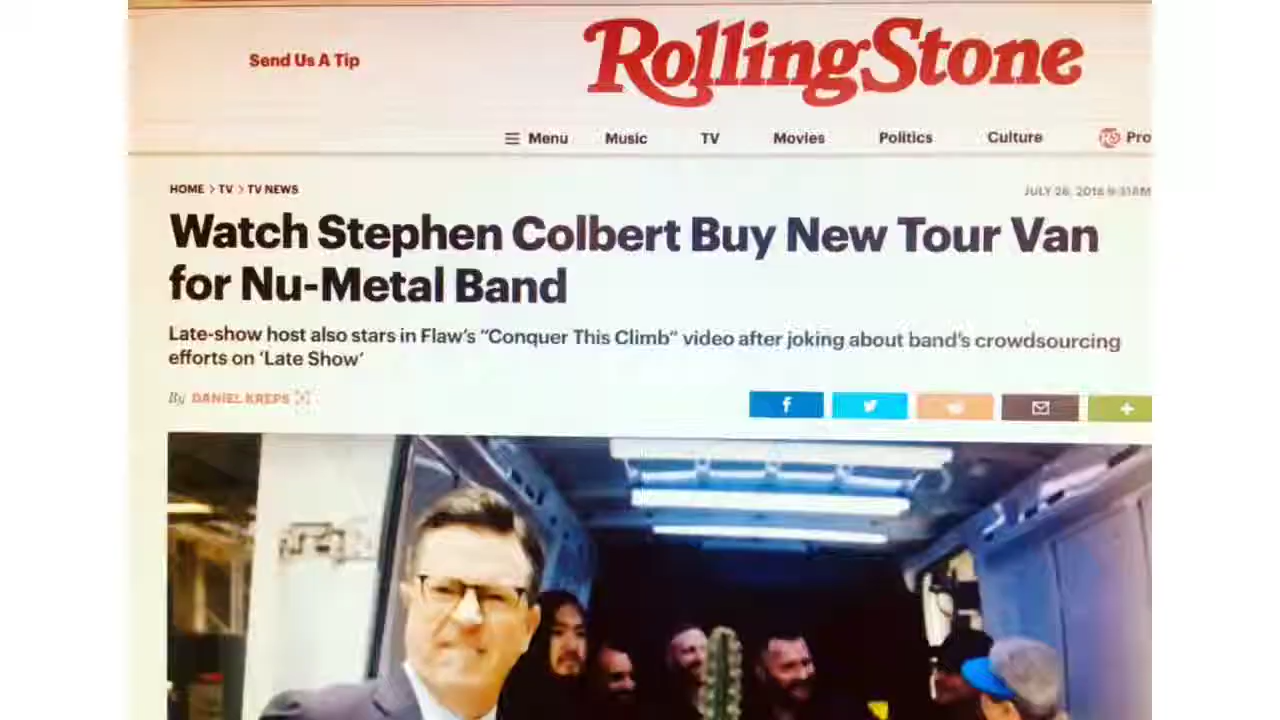 Send Us A Tip
RollingStone
Menu Music TV Movies Politics Culture Pro
HOME > TV > TV NEWS
Watch Stephen Colbert Buy New Tour Van
for Nu-Metal Band
Late-show host also stars in Flaw's "Conquer This Climb" video after joking about band's crowdsourcing
efforts on 'Late Show'
By DANIEL KREPS